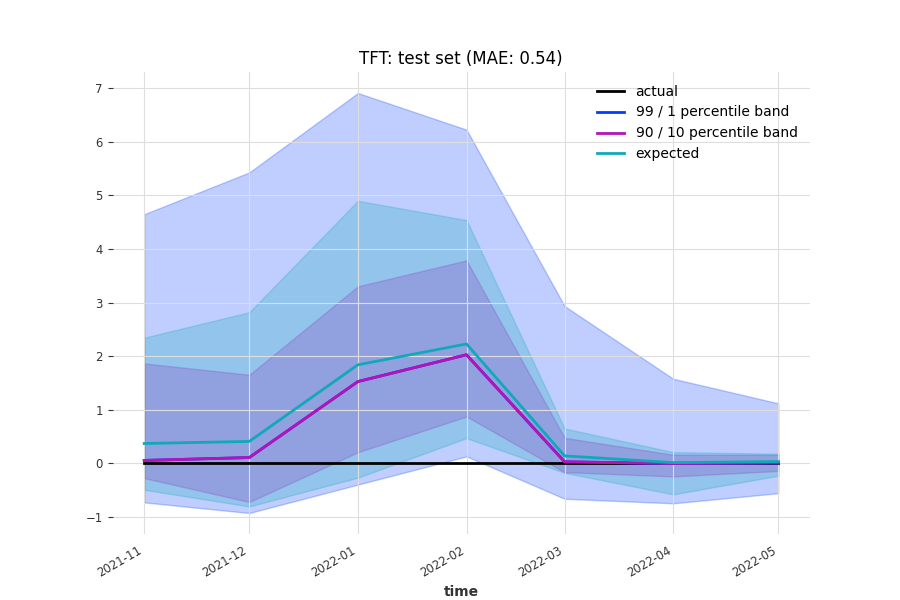 TFT: test set (MAE: 0.54)
actual
99 / 1 percentile band
90 / 10 percentile band
expected
7
6
5
4
3
2
1
0
−1
2021-11
2021-12
2022-01
2022-02
2022-03
2022-04
2022-05
time